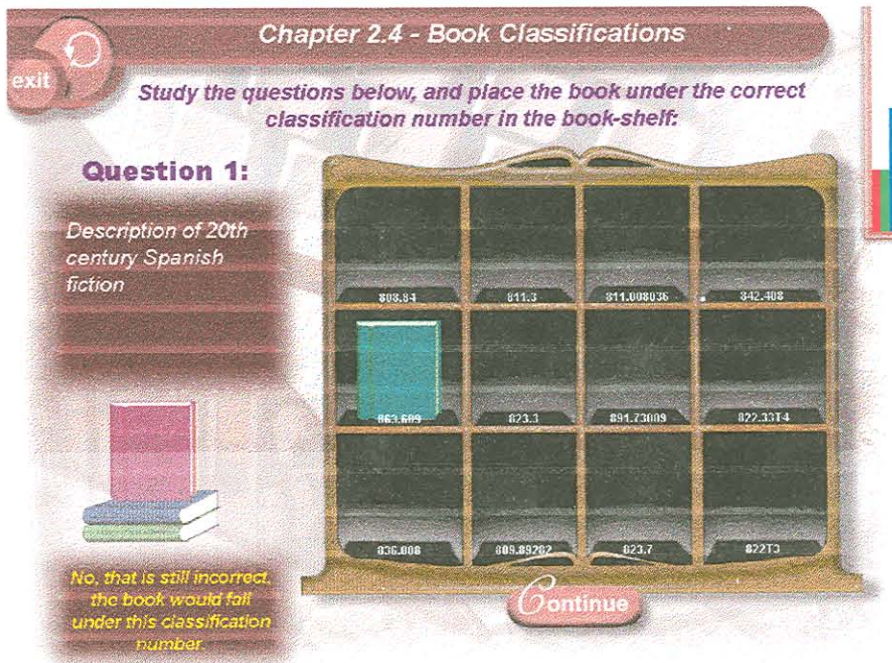 Chapter 2.4 - Book Classifications
exit
Study the questions below, and place the book under the correct
classification number in the book-shelf:
Question 1:
Description of 20th
century Spanish
fiction
808.84
811.3
811.008036
842.408
863.609
823.3
891.73009
822.33T4
836.008
809.89282
823.7
822T3
No, that is still incorrect,
the book would fall
under this classification
number.
Continue